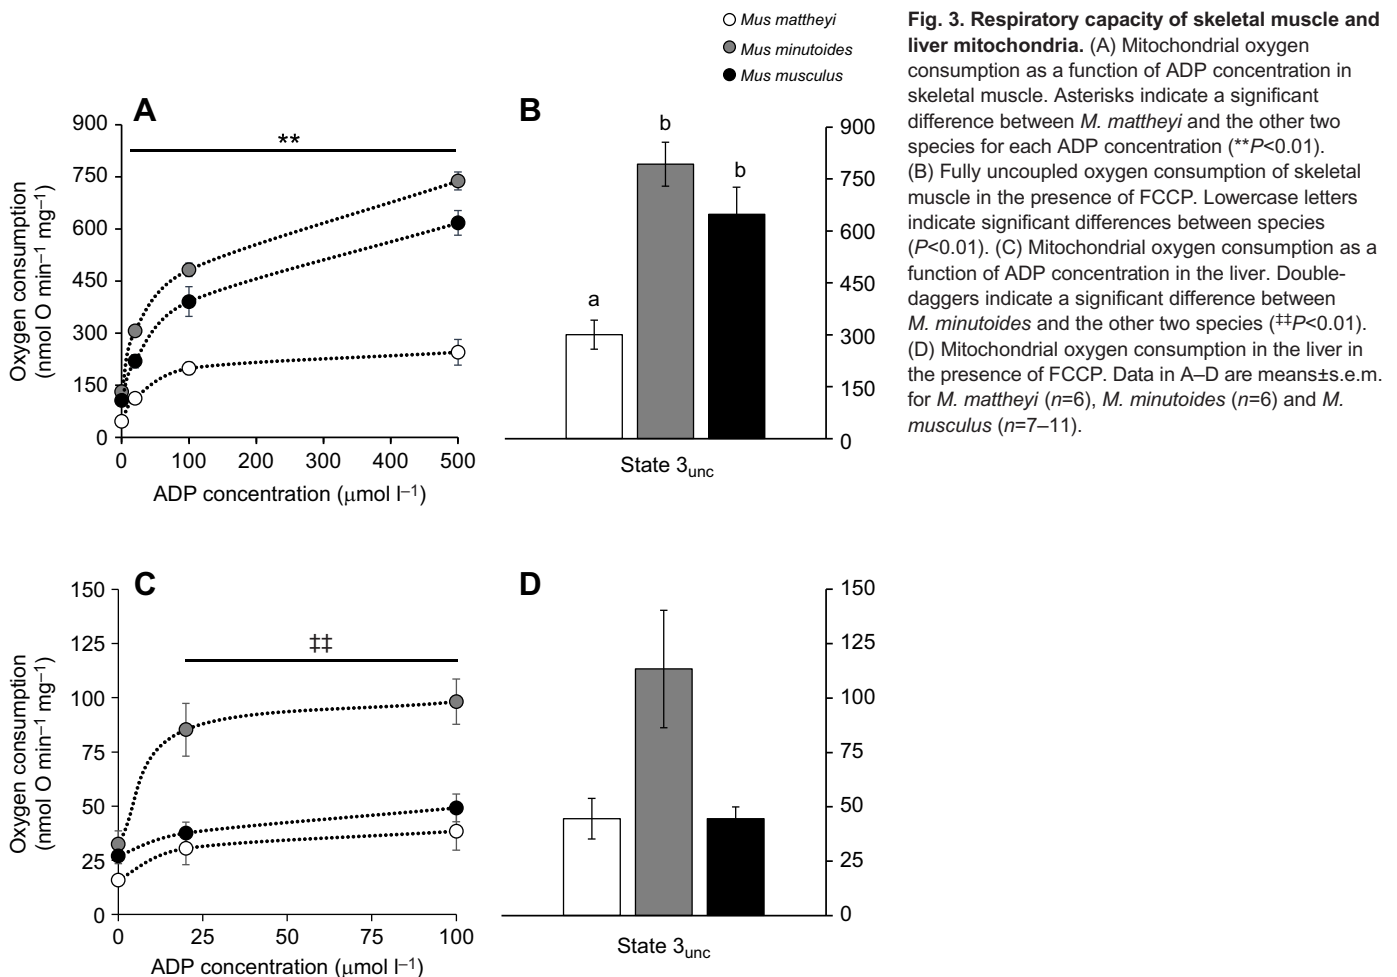 Mus mattheyi
Mus minutoides
Mus musculus
Fig. 3. Respiratory capacity of skeletal muscle and
liver mitochondria. (A) Mitochondrial oxygen
consumption as a function of ADP concentration in
skeletal muscle. Asterisks indicate a significant
difference between M. mattheyi and the other two
species for each ADP concentration (**P<0.01).
(B) Fully uncoupled oxygen consumption of skeletal
muscle in the presence of FCCP. Lowercase letters
indicate significant differences between species
(P<0.01). (C) Mitochondrial oxygen consumption as a
function of ADP concentration in the liver. Double-
daggers indicate a significant difference between
M. minutoides and the other two species (‡‡P<0.01).
(D) Mitochondrial oxygen consumption in the liver in
the presence of FCCP. Data in A–D are means±s.e.m.
for M. mattheyi (n=6), M. minutoides (n=6) and M.
musculus (n=7–11).
A
Oxygen consumption
(nmol O min–1 mg–1)
900
750
600
450
300
150
0
**
0 100 200 300 400 500
ADP concentration (μmol l–1)
B
a
b
b
900
750
600
450
300
150
0
State 3unc
C
Oxygen consumption
(nmol O min–1 mg–1)
150
125
100
75
50
25
0
‡‡
0 25 50 75 100
ADP concentration (μmol l–1)
D
150
125
100
75
50
25
0
State 3unc